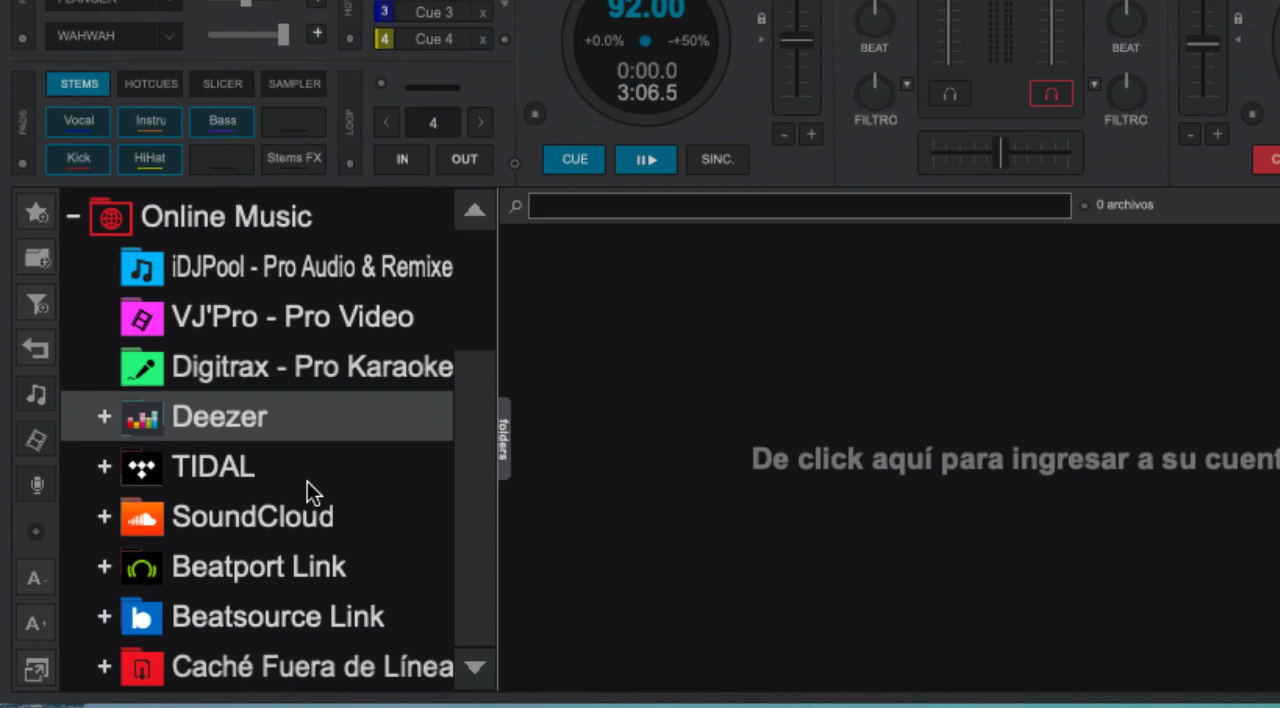 FLANGER
WAHWAH
+
3 Cue 3 x
4 Cue 4 x
92.00
+0.0% -+50%
0:00.0
3:06.5
BEAT
BEAT
FILTRO
FILTRO
PADS
STEMS HOTCUES SLICER SAMPLER
Vocal Instru Bass
Kick HiHat Stems FX
LOOP
< 4 >
IN OUT
CUE SINC.
- +
- +
Online Music
0 archivos
iDJPool - Pro Audio & Remixe
VJ'Pro - Pro Video
Digitrax - Pro Karaoke
+ Deezer
folders
+ TIDAL
De click aquí para ingresar a su cuent
+ SoundCloud
+ Beatport Link
+ Beatsource Link
+ Caché Fuera de Línea
A-
A+